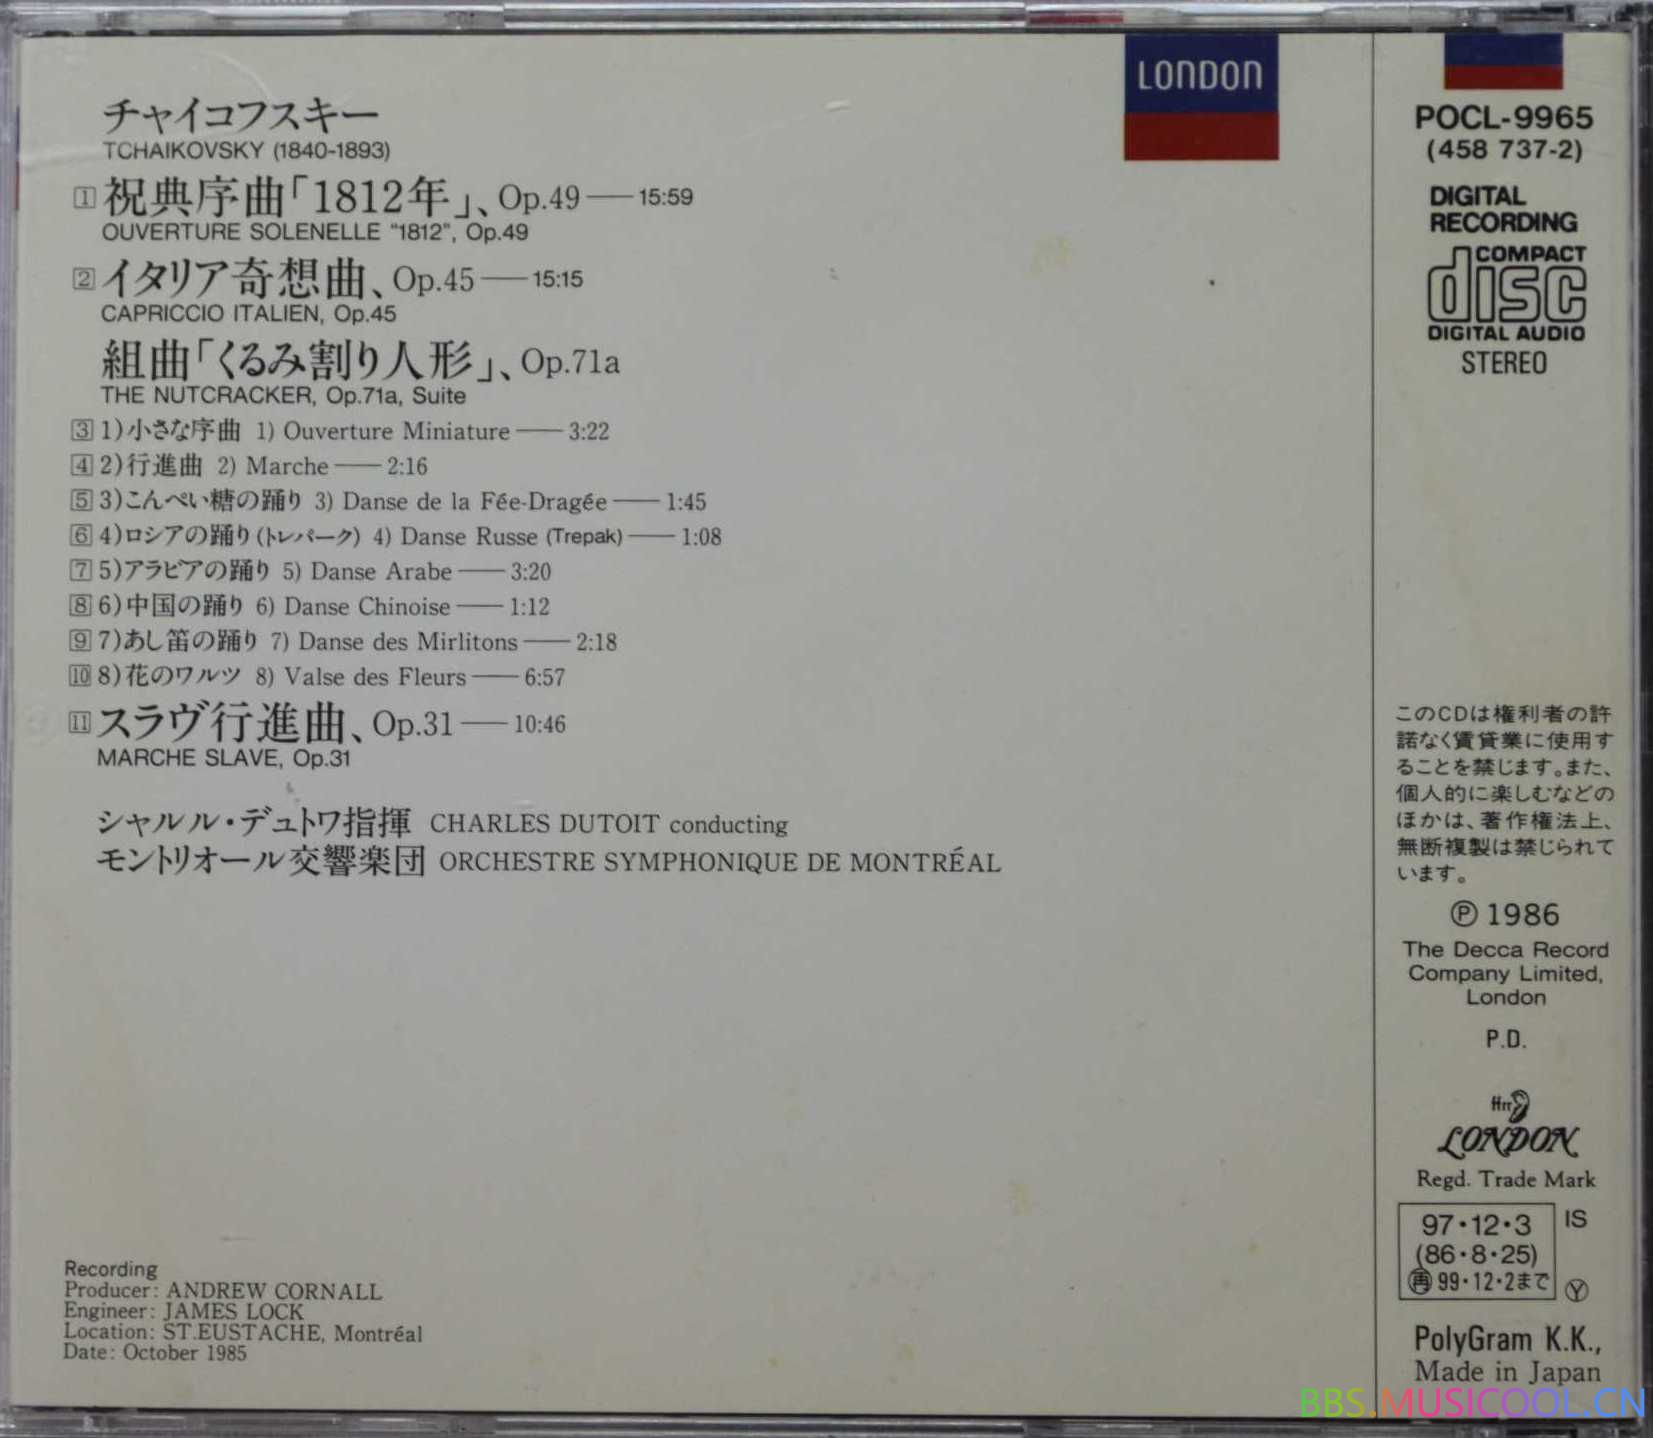 チャイコフスキー
TCHAIKOVSKY (1840-1893)
1 祝典序曲「1812年」、Op.49 —— 15:59
OUVERTURE SOLENELLE "1812", Op.49
2 イタリア奇想曲、Op.45 —— 15:15
CAPRICCIO ITALIEN, Op.45
組曲「くるみ割り人形」、Op.71a
THE NUTCRACKER, Op.71a, Suite
3 1)小さな序曲 1) Ouverture Miniature —— 3:22
4 2)行進曲 2) Marche —— 2:16
5 3)こんぺい糖の踊り 3) Danse de la Fée-Dragée —— 1:45
6 4)ロシアの踊り(トレパーク) 4) Danse Russe (Trepak) —— 1:08
7 5)アラビアの踊り 5) Danse Arabe —— 3:20
8 6)中国の踊り 6) Danse Chinoise —— 1:12
9 7)あし笛の踊り 7) Danse des Mirlitons —— 2:18
10 8)花のワルツ 8) Valse des Fleurs —— 6:57
11 スラヴ行進曲、Op.31 —— 10:46
MARCHE SLAVE, Op.31
シャルル・デュトワ指揮 CHARLES DUTOIT conducting
モントリオール交響楽団 ORCHESTRE SYMPHONIQUE DE MONTRÉAL
Recording
Producer: ANDREW CORNALL
Engineer: JAMES LOCK
Location: ST.EUSTACHE, Montréal
Date: October 1985
LONDON
POCL-9965
(458 737-2)
DIGITAL
RECORDING
COMPACT
disc
DIGITAL AUDIO
STEREO
このCDは権利者の許
諾なく賃貸業に使用す
ることを禁じます。また、
個人的に楽しむなどの
ほかは、著作権法上、
無断複製は禁じられて
います。
Ⓟ 1986
The Decca Record
Company Limited,
London
P.D.
ffrr
LONDON
Regd. Trade Mark
97・12・3 IS
(86・8・25)
㊢ 99・12・2まで Ⓨ
PolyGram K.K.,
Made in Japan
BBS.MUSICOOL.CN